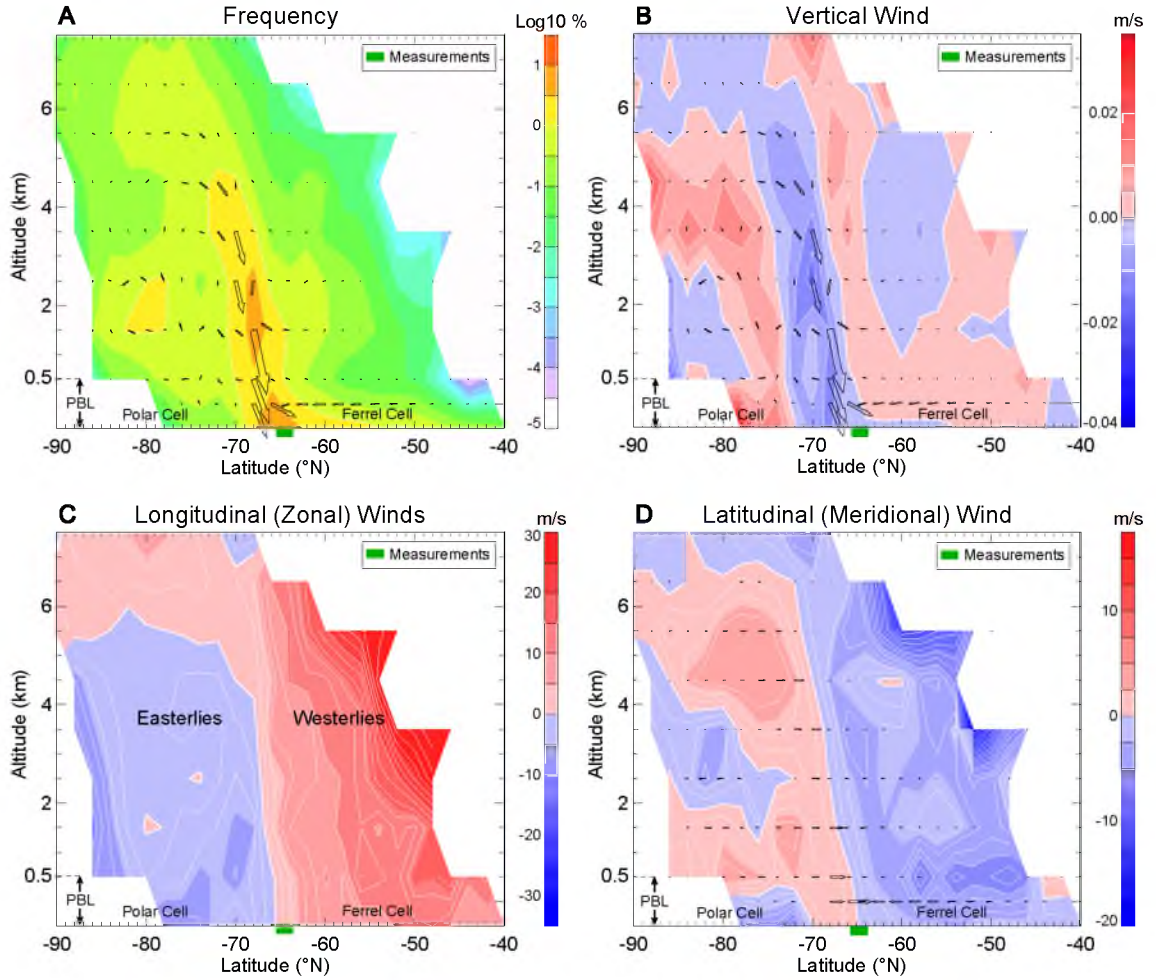 A Frequency Log10 %
Measurements
1
0
-1
-2
-3
-4
-5
6
4
2
0.5
Altitude (km)
PBL
Polar Cell
Ferrel Cell
-90 -80 -70 -60 -50 -40
Latitude (°N)
B Vertical Wind m/s
Measurements
0.02
0.00
-0.02
-0.04
6
4
2
0.5
Altitude (km)
PBL
Polar Cell
Ferrel Cell
-90 -80 -70 -60 -50 -40
Latitude (°N)
C Longitudinal (Zonal) Winds m/s
Measurements
30
20
10
0
-10
-20
-30
6
4
2
0.5
Altitude (km)
Easterlies
Westerlies
PBL
Polar Cell
Ferrel Cell
-90 -80 -70 -60 -50 -40
Latitude (°N)
D Latitudinal (Meridional) Wind m/s
Measurements
10
0
-10
-20
6
4
2
0.5
Altitude (km)
PBL
Polar Cell
Ferrel Cell
-90 -80 -70 -60 -50 -40
Latitude (°N)